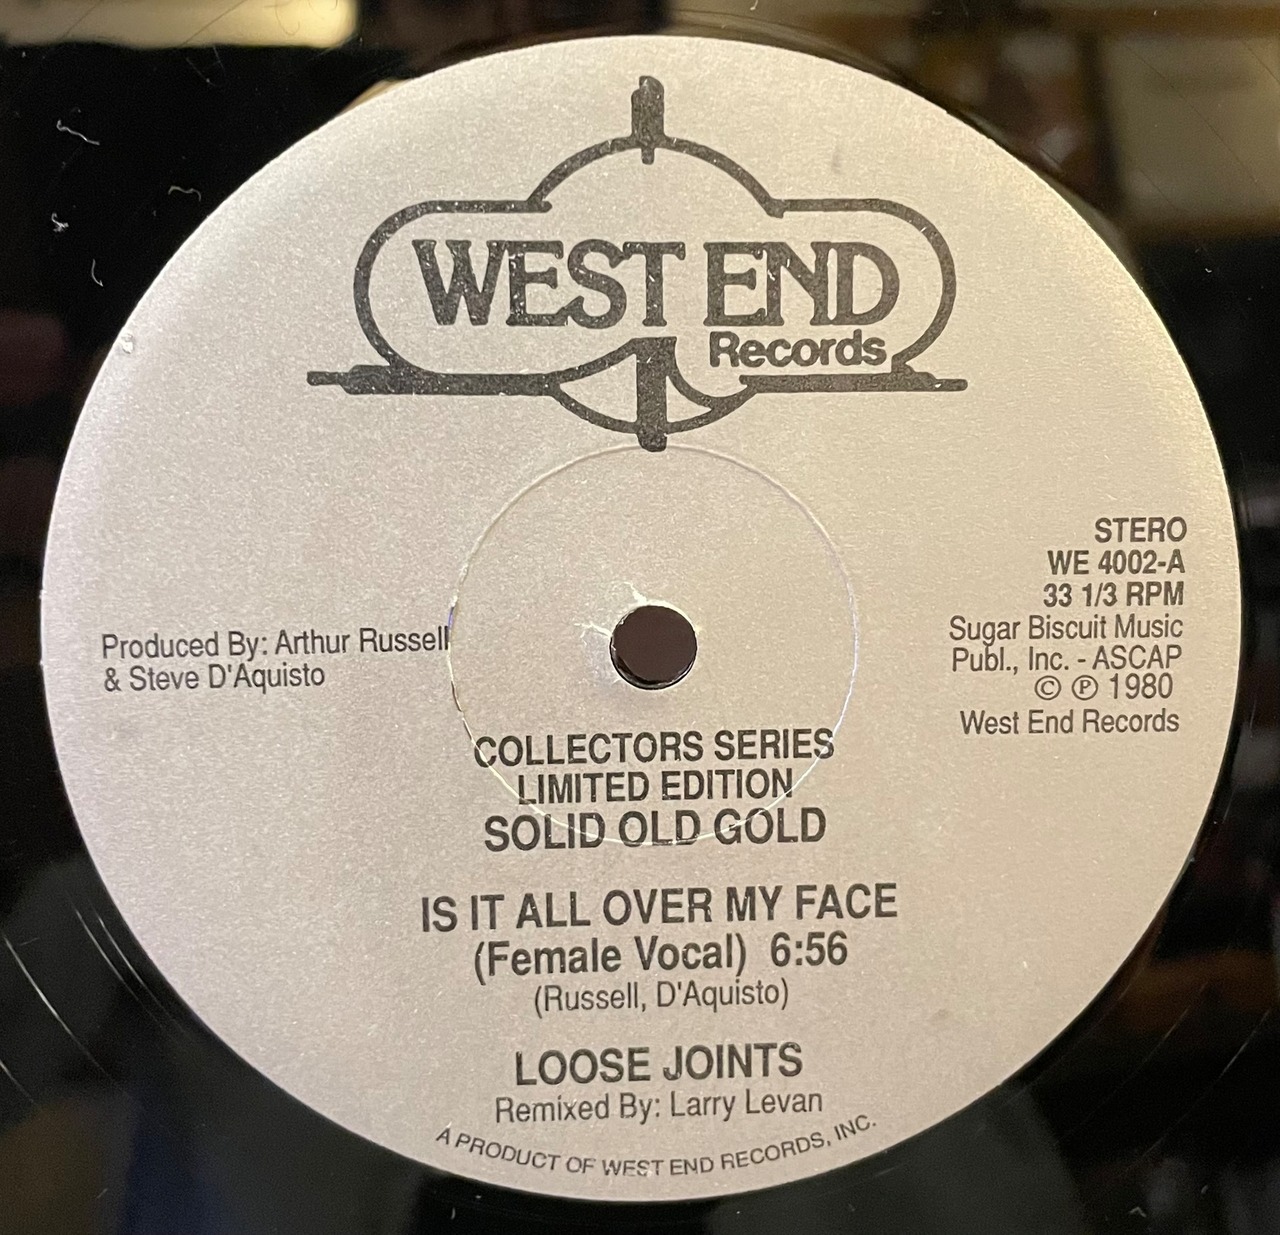 WEST END
Records
STERO
WE 4002-A
33 1/3 RPM
Sugar Biscuit Music
Publ., Inc. - ASCAP
© ℗ 1980
West End Records
Produced By: Arthur Russell
& Steve D'Aquisto
COLLECTORS SERIES
LIMITED EDITION
SOLID OLD GOLD
IS IT ALL OVER MY FACE
(Female Vocal) 6:56
(Russell, D'Aquisto)
LOOSE JOINTS
Remixed By: Larry Levan
A PRODUCT OF WEST END RECORDS, INC.